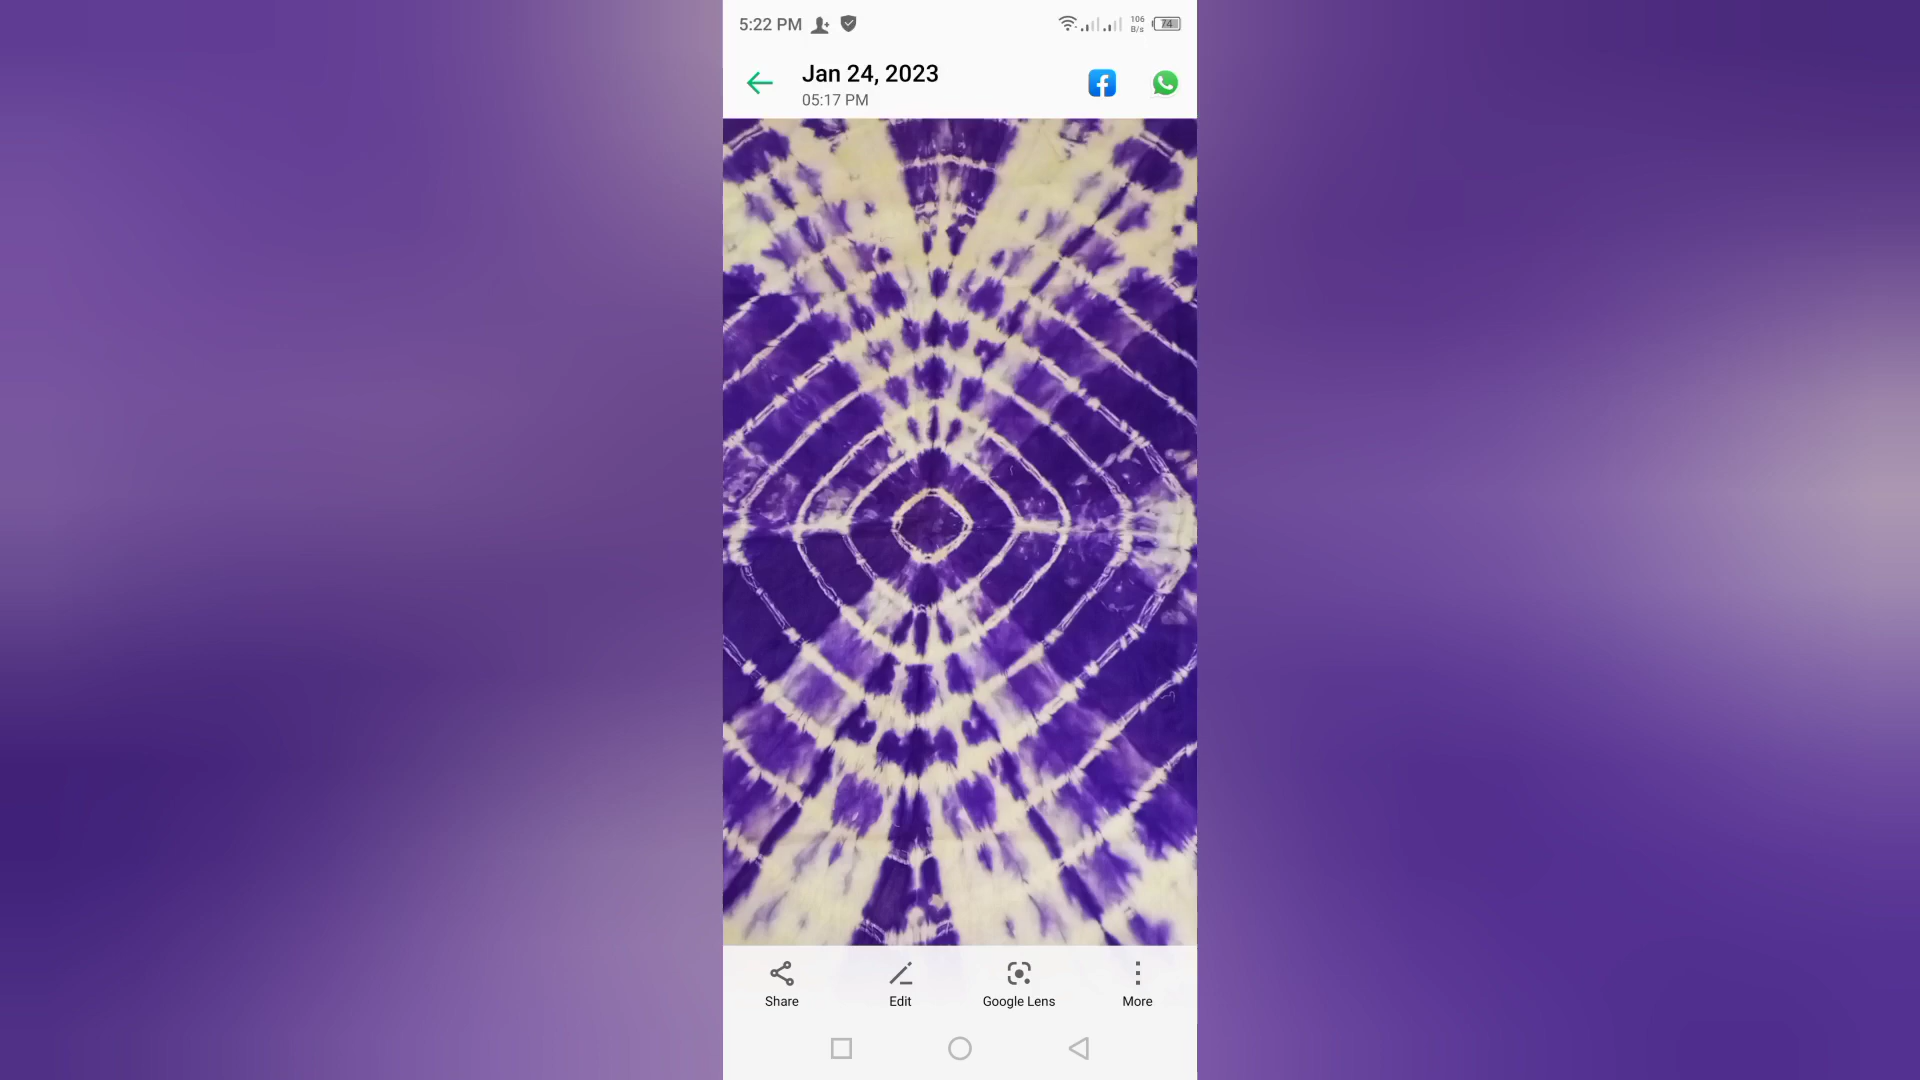 5:22 PM
106
B/s
74
Jan 24, 2023
05:17 PM
Share
Edit
Google Lens
More